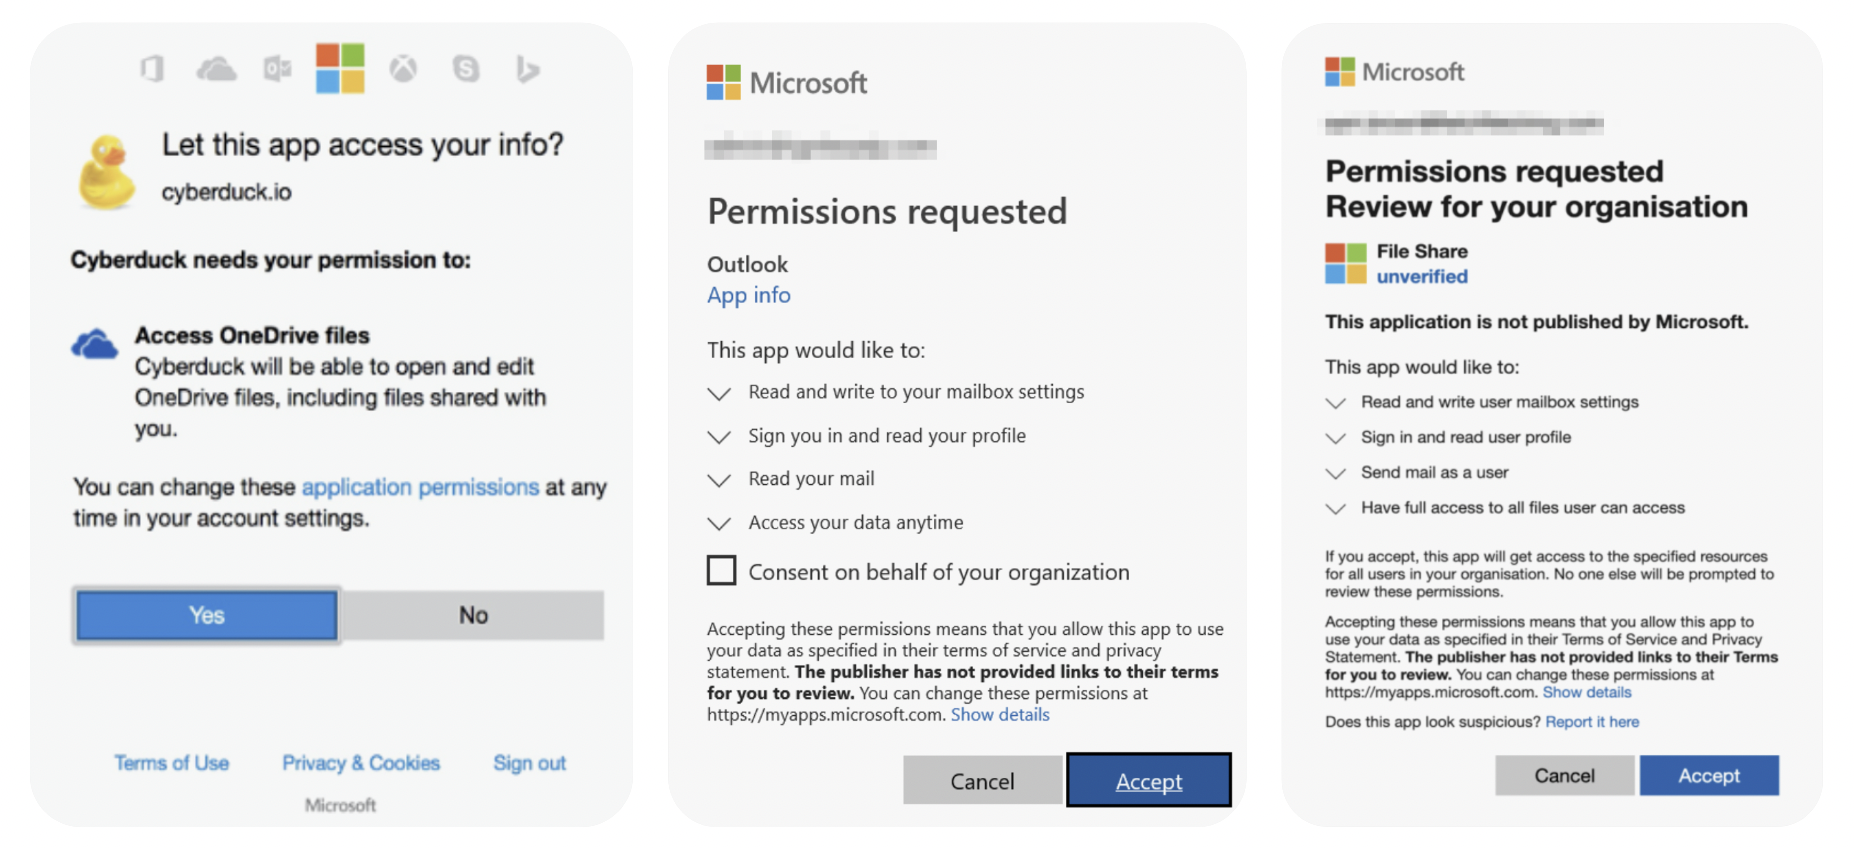 Let this app access your info?
cyberduck.io
Cyberduck needs your permission to:
Access OneDrive files
Cyberduck will be able to open and edit
OneDrive files, including files shared with
you.
You can change these application permissions at any
time in your account settings.
Yes
No
Terms of Use
Privacy & Cookies
Sign out
Microsoft
Microsoft
Permissions requested
Outlook
App info
This app would like to:
Read and write to your mailbox settings
Sign you in and read your profile
Read your mail
Access your data anytime
Consent on behalf of your organization
Accepting these permissions means that you allow this app to use
your data as specified in their terms of service and privacy
statement. The publisher has not provided links to their terms
for you to review. You can change these permissions at
https://myapps.microsoft.com. Show details
Cancel
Accept
Microsoft
Permissions requested
Review for your organisation
File Share
unverified
This application is not published by Microsoft.
This app would like to:
Read and write user mailbox settings
Sign in and read user profile
Send mail as a user
Have full access to all files user can access
If you accept, this app will get access to the specified resources
for all users in your organisation. No one else will be prompted to
review these permissions.
Accepting these permissions means that you allow this app to
use your data as specified in their Terms of Service and Privacy
Statement. The publisher has not provided links to their Terms
for you to review. You can change these permissions at
https://myapps.microsoft.com. Show details
Does this app look suspicious? Report it here
Cancel
Accept